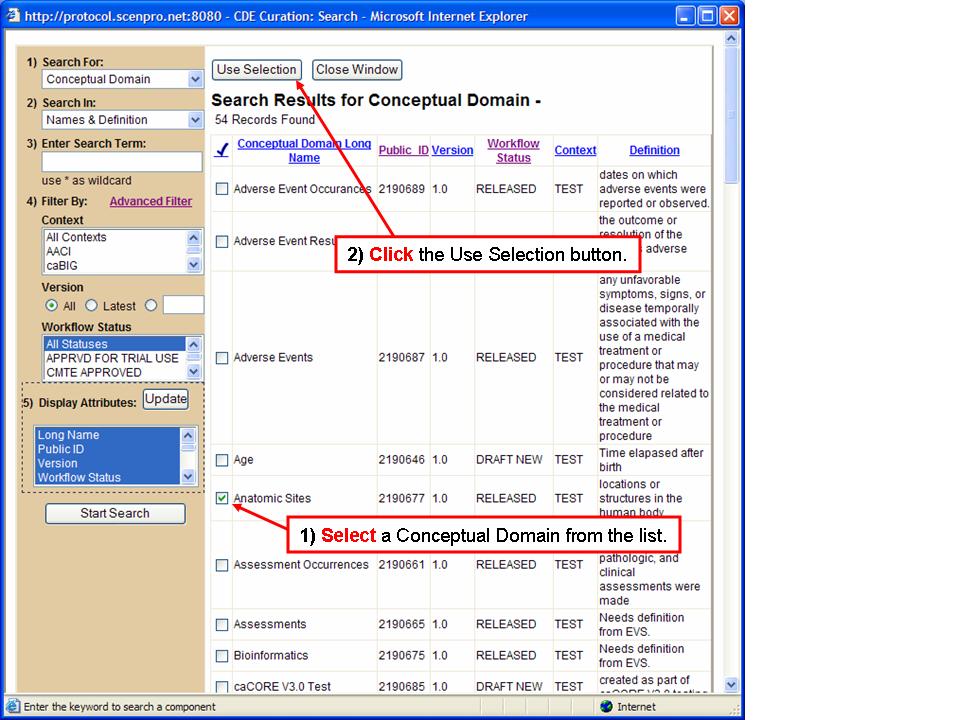 http://protocol.scenpro.net:8080 - CDE Curation: Search - Microsoft Internet Explorer
1) Search For:
Conceptual Domain
2) Search In:
Names & Definition
3) Enter Search Term:
use * as wildcard
4) Filter By: Advanced Filter
Context
All Contexts
AACI
caBIG
Version
All Latest
Workflow Status
All Statuses
APPRVD FOR TRIAL USE
CMTE APPROVED
5) Display Attributes: Update
Long Name
Public ID
Version
Workflow Status
Start Search
Use Selection Close Window
Search Results for Conceptual Domain -
54 Records Found
Conceptual Domain Long Name Public_ID Version Workflow Status Context Definition
Adverse Event Occurances 2190689 1.0 RELEASED TEST dates on which
adverse events were
reported or observed.
Adverse Event
the outcome or
resolution of the
adverse
2) Click the Use Selection button.
Adverse Events 2190687 1.0 RELEASED TEST any unfavorable
symptoms, signs, or
disease temporally
associated with the
use of a medical
treatment or
procedure that may
or may not be
considered related to
the medical
treatment or
procedure
Age 2190646 1.0 DRAFT NEW TEST Time elapased after
birth
Anatomic Sites 2190677 1.0 RELEASED TEST locations or
structures in the
human body
1) Select a Conceptual Domain from the list.
Assessment Occurrences 2190661 1.0 RELEASED TEST
pathologic, and
clinical
assessments were
made
Assessments 2190665 1.0 RELEASED TEST Needs definition
from EVS.
Bioinformatics 2190675 1.0 RELEASED TEST Needs definition
from EVS.
caCORE V3.0 Test 2190685 1.0 DRAFT NEW TEST created as part of
caCORE V3.0 testing
Enter the keyword to search a component
Internet